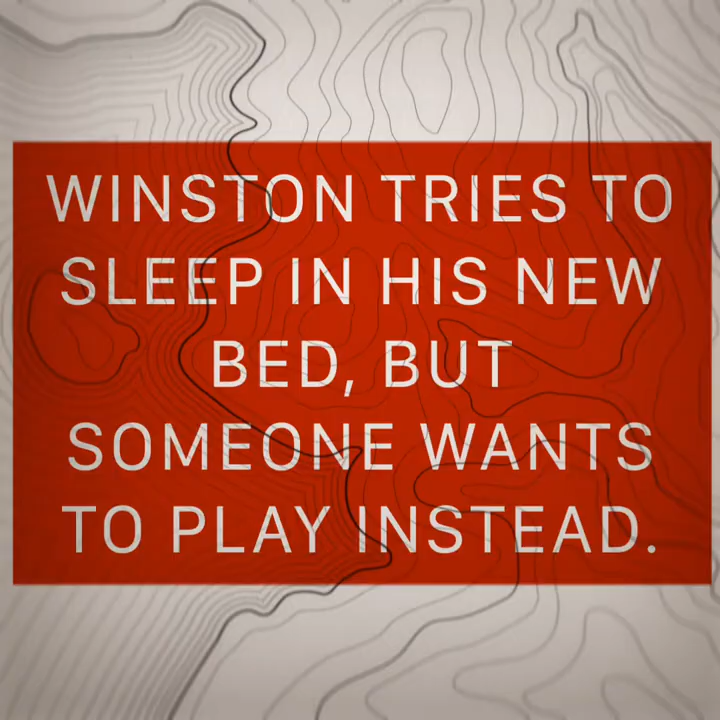 WINSTON TRIES TO
SLEEP IN HIS NEW
BED, BUT
SOMEONE WANTS
TO PLAY INSTEAD.